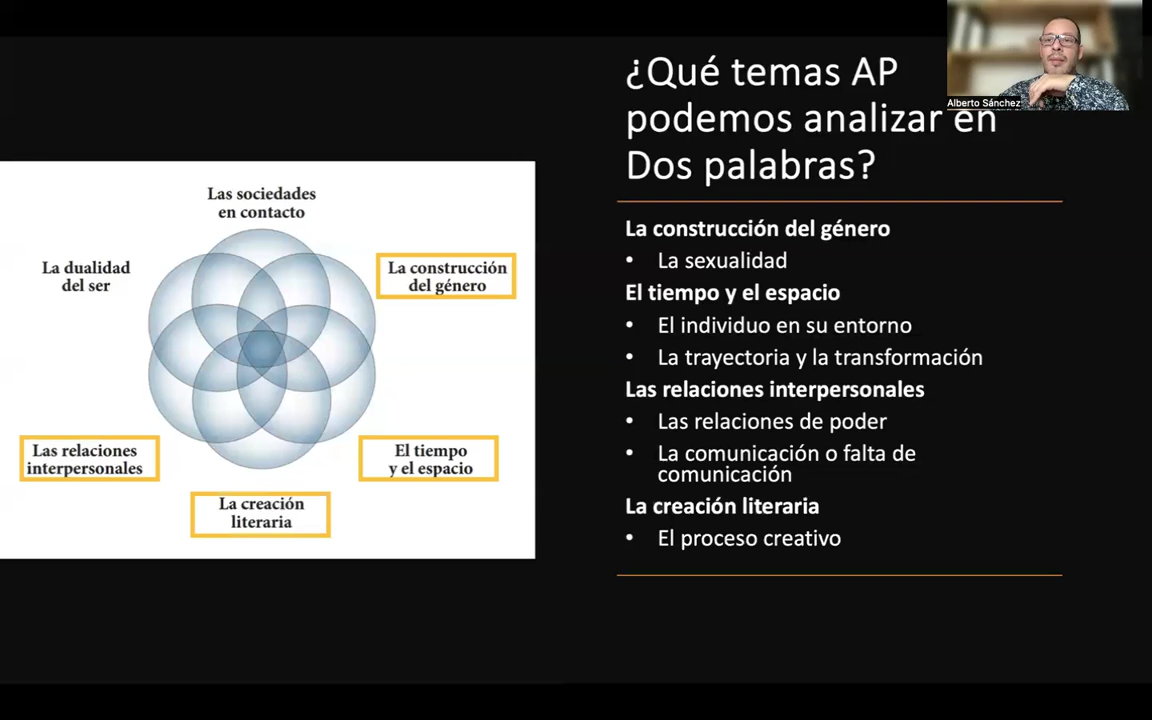 ¿Qué temas AP
podemos analizar en
Dos palabras?
Alberto Sánchez
Las sociedades
en contacto
La dualidad
del ser
La construcción
del género
Las relaciones
interpersonales
El tiempo
y el espacio
La creación
literaria
La construcción del género
• La sexualidad
El tiempo y el espacio
• El individuo en su entorno
• La trayectoria y la transformación
Las relaciones interpersonales
• Las relaciones de poder
• La comunicación o falta de
comunicación
La creación literaria
• El proceso creativo